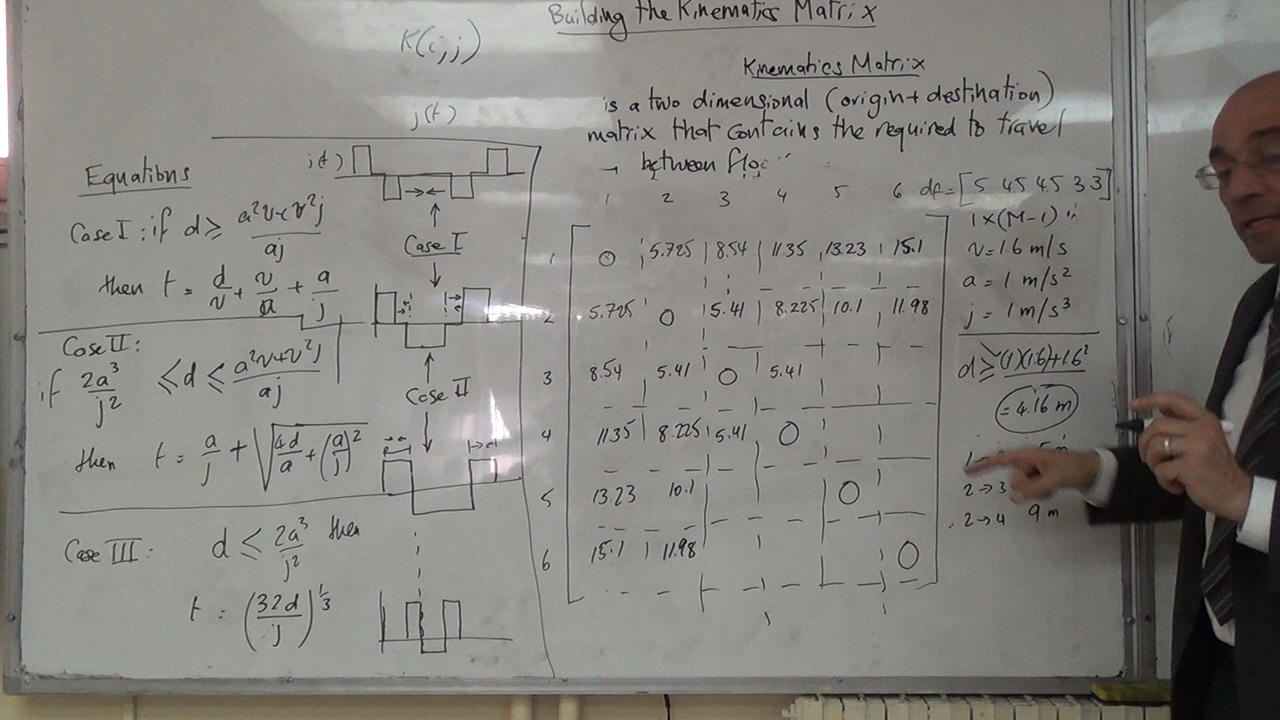 Building the Kinematics Matrix
K(i,j)
j(t)
Kinematics Matrix
is a two dimensional (origin + destination)
matrix that contains the required to travel
between floo
Equations
Case I : if d ≥ a²v+v²j / aj
then t = d/v + v/a + a/j
Case II:
if 2a³/j² ≤ d ≤ a²v+v²j / aj
then t = a/j + √(4d/a + (a/j)²)
Case III: d ≤ 2a³/j² then
t = (32d/j)^1/3
j(t)
Case I
Case II
1 2 3 4 5 6
1 0 5.725 8.54 11.35 13.23 15.1
2 5.725 0 5.41 8.225 10.1 11.98
3 8.54 5.41 0 5.41
4 11.35 8.225 5.41 0
5 13.23 10.1 0
6 15.1 11.98 0
df = [5 4.5 4.5 3 3]
1×(M-1)
v = 1.6 m/s
a = 1 m/s²
j = 1 m/s³
d ≥ (1)(1.6)+1.6²
= 4.16 m
2→3
2→4 9m